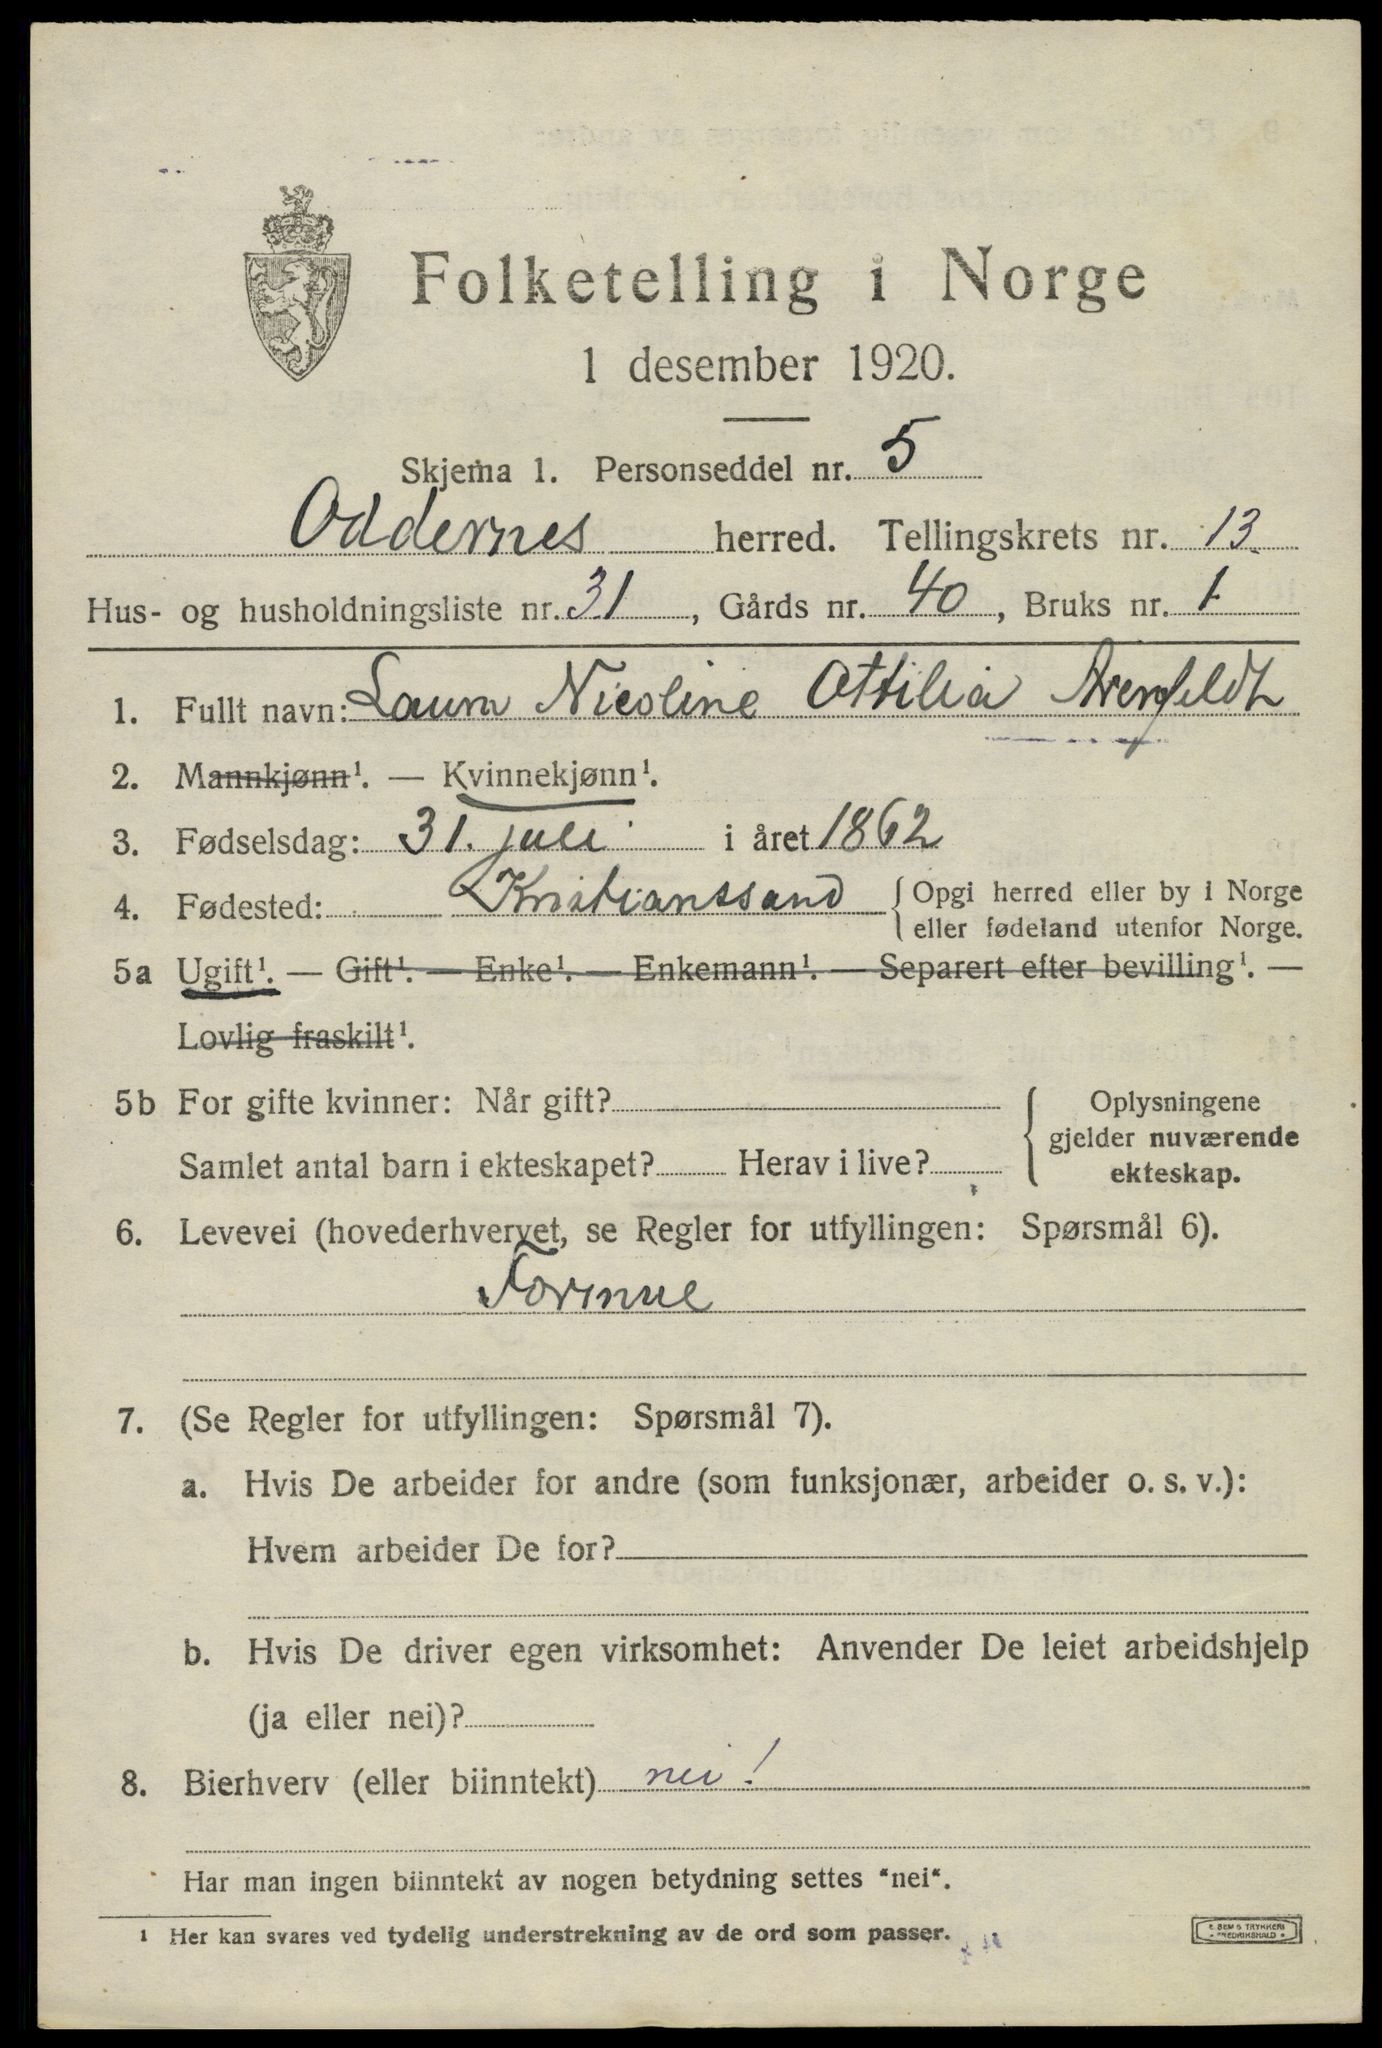 Folketelling i Norge
1 desember 1920.
Skjema 1. Personseddel nr. 5
Oddernes herred. Tellingskrets nr. 13.
Hus- og husholdningsliste nr. 31, Gårds nr. 40, Bruks nr. 1
1. Fullt navn: Laura Nicoline Ottilia Arenfeldt
2. Mannkjønn¹. — Kvinnekjønn¹.
3. Fødselsdag: 31. juli i året 1862
4. Fødested: Kristianssand { Opgi herred eller by i Norge
eller fødeland utenfor Norge.
5a Ugift¹. — Gift¹. — Enke¹. — Enkemann¹. — Separert efter bevilling¹. —
Lovlig fraskilt¹.
5b For gifte kvinner: Når gift? { Oplysningene
gjelder nuværende
Samlet antal barn i ekteskapet? Herav i live?
ekteskap.
6. Levevei (hovederhvervet, se Regler for utfyllingen: Spørsmål 6).
Formue
7. (Se Regler for utfyllingen: Spørsmål 7).
a. Hvis De arbeider for andre (som funksjonær, arbeider o. s. v.):
Hvem arbeider De for?
b. Hvis De driver egen virksomhet: Anvender De leiet arbeidshjelp
(ja eller nei)?
8. Bierhverv (eller biinntekt) nei!
Har man ingen biinntekt av nogen betydning settes "nei".
¹ Her kan svares ved tydelig understrekning av de ord som passer.
E. SEM'S TRYKKERI
• FREDRIKSHALD •